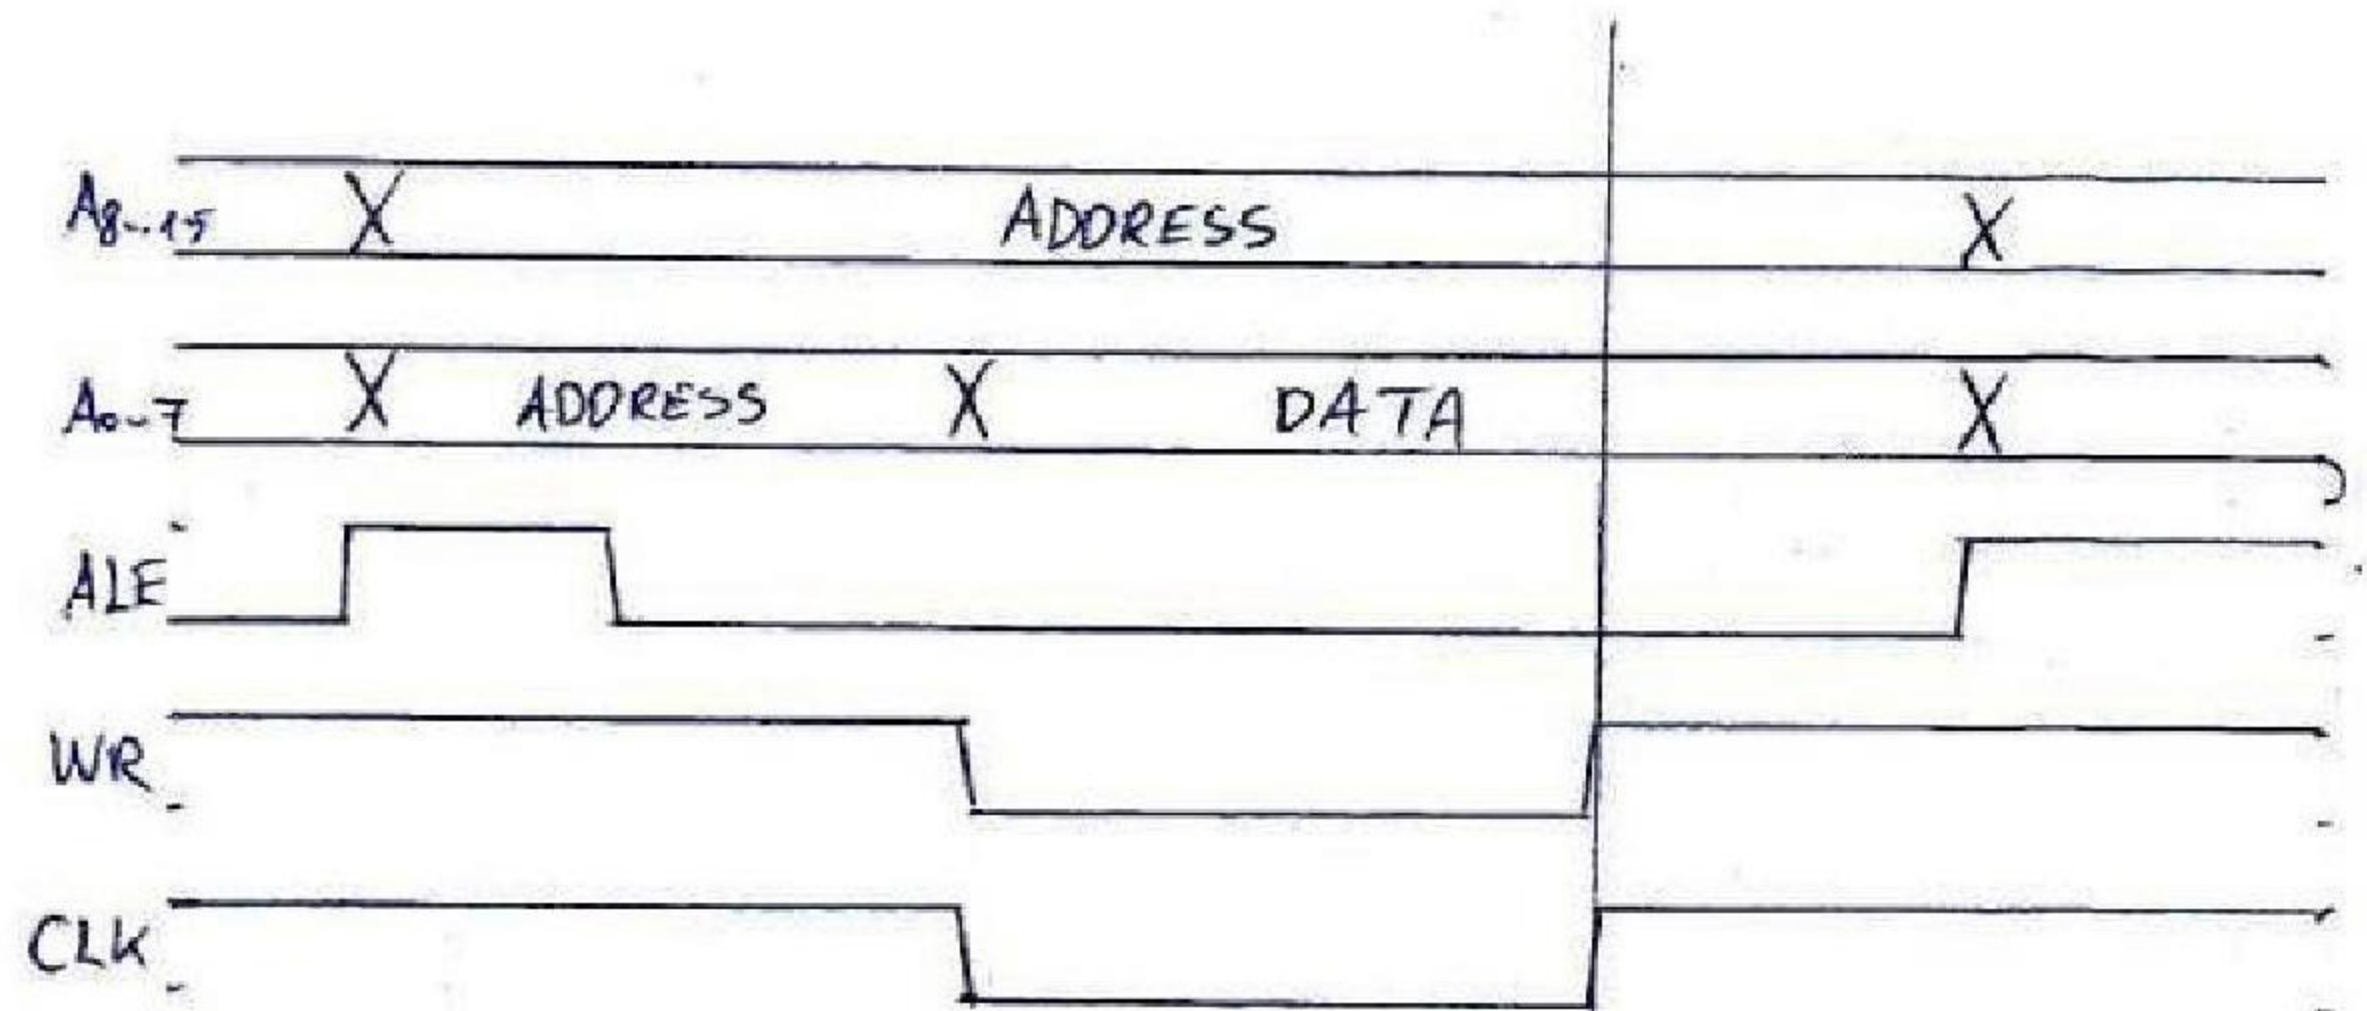 A8-.15 ADDRESS
A0-7 ADDRESS DATA
ALE
WR
CLK